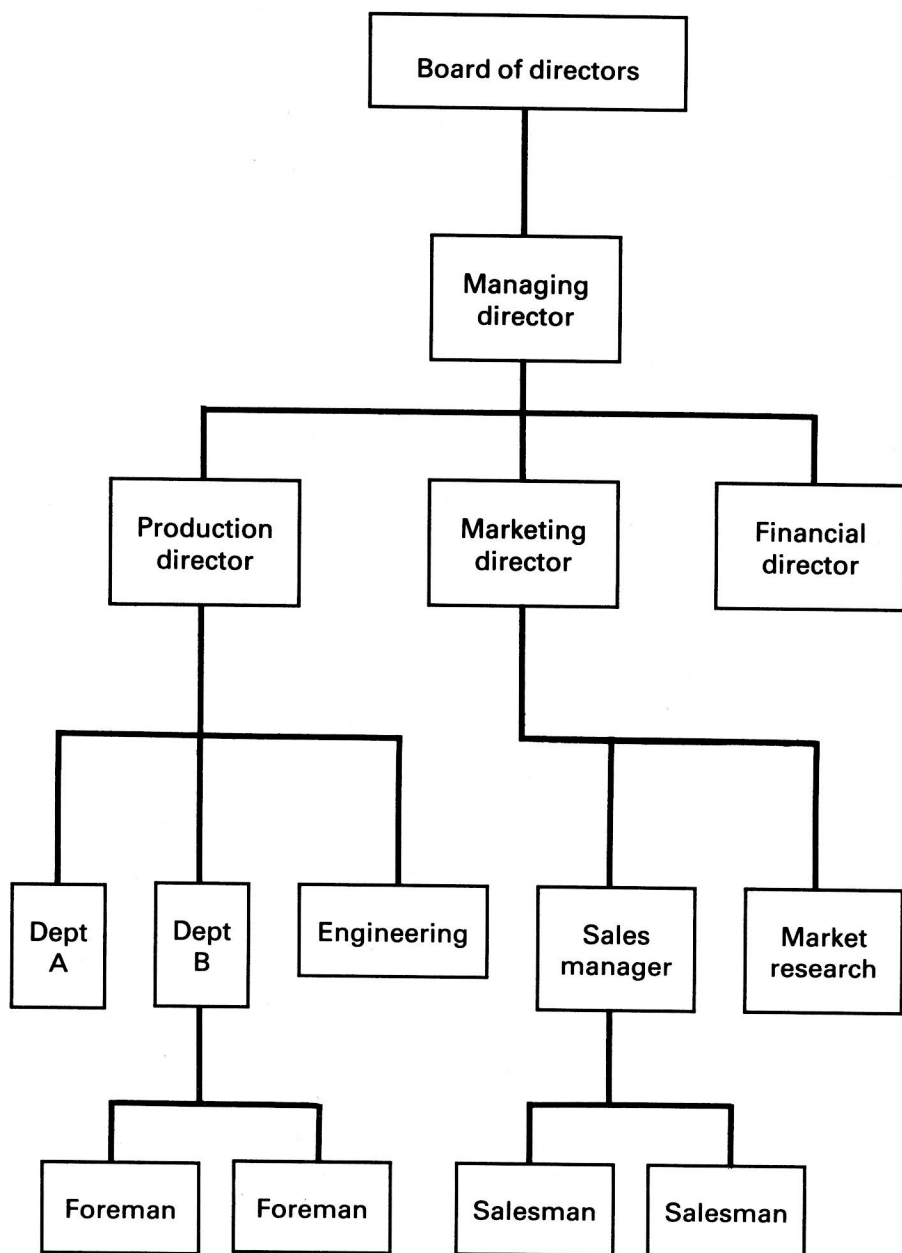 Board of directors
Managing
director
Production
director
Marketing
director
Financial
director
Dept
A
Dept
B
Engineering
Sales
manager
Market
research
Foreman
Foreman
Salesman
Salesman